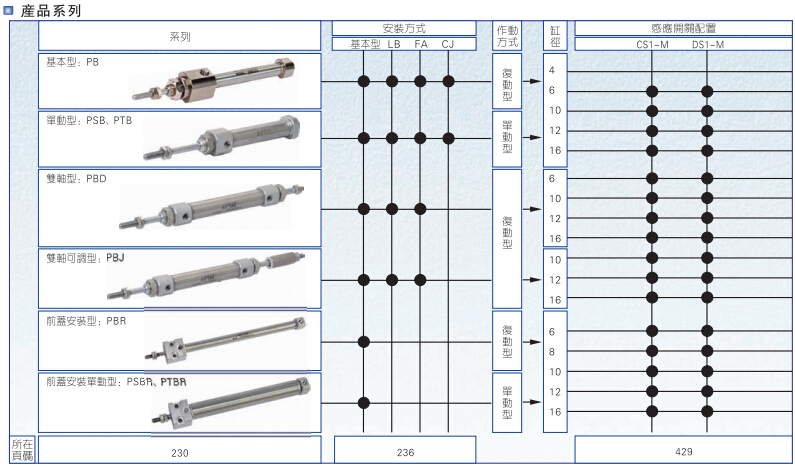 產品系列
系列
安裝方式
作動方式
缸徑
感應開關配置
基本型 LB FA CJ
CS1-M DS1-M
基本型: PB
復動型
4
6
單動型: PSB、PTB
單動型
10
12
16
雙軸型: PBD
復動型
6
10
12
16
雙軸可調型: PBJ
10
12
16
前蓋安裝型: PBR
復動型
6
8
前蓋安裝單動型: PSBR、PTBR
單動型
10
12
16
所在頁碼
230
236
429